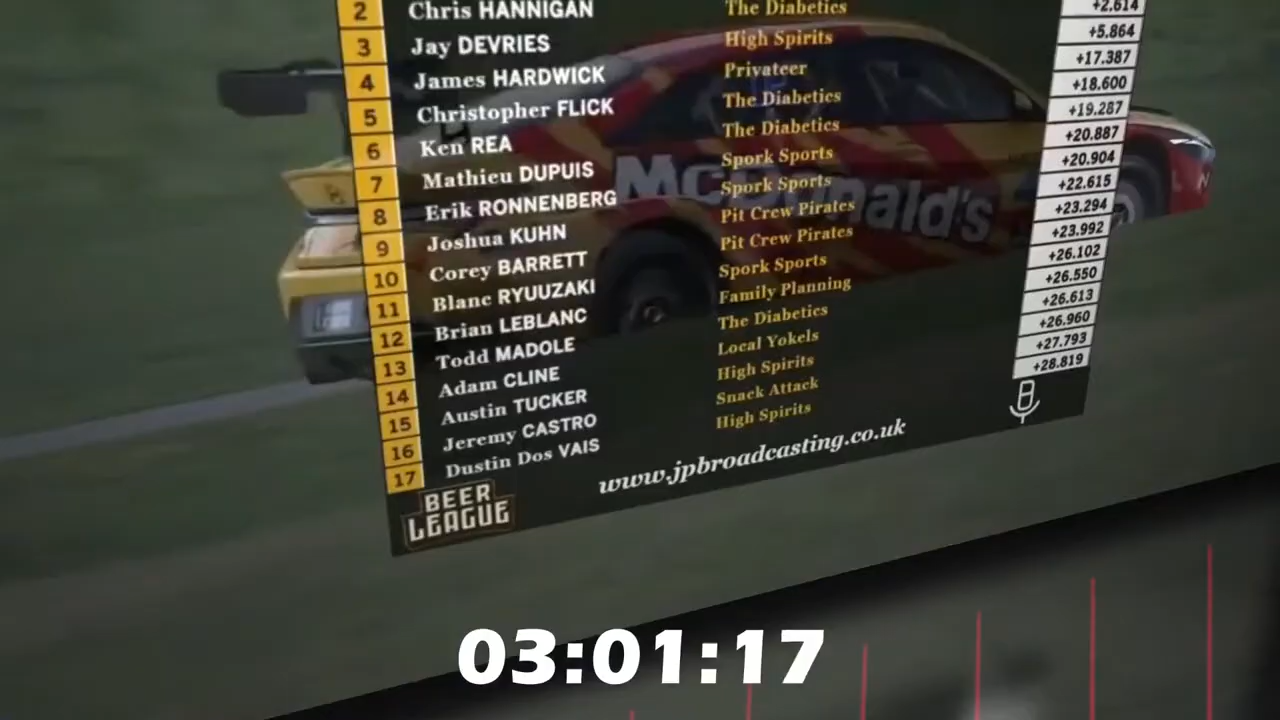 2 Chris HANNIGAN The Diabetics +2.614
3 Jay DEVRIES High Spirits +5.864
4 James HARDWICK Privateer +17.387
5 Christopher FLICK The Diabetics +18.600
6 Ken REA The Diabetics +19.287
7 Mathieu DUPUIS Spork Sports +20.887
8 Erik RONNENBERG Spork Sports +20.904
9 Joshua KUHN Pit Crew Pirates +22.615
10 Corey BARRETT Pit Crew Pirates +23.294
11 Blanc RYUUZAKI Spork Sports +23.992
12 Brian LEBLANC Family Planning +26.102
13 Todd MADOLE The Diabetics +26.550
14 Adam CLINE Local Yokels +26.613
15 Austin TUCKER High Spirits +26.960
16 Jeremy CASTRO Snack Attack +27.793
17 Dustin Dos VAIS High Spirits +28.819
McDonald's
BEER
LEAGUE
www.jpbroadcasting.co.uk
03:01:17